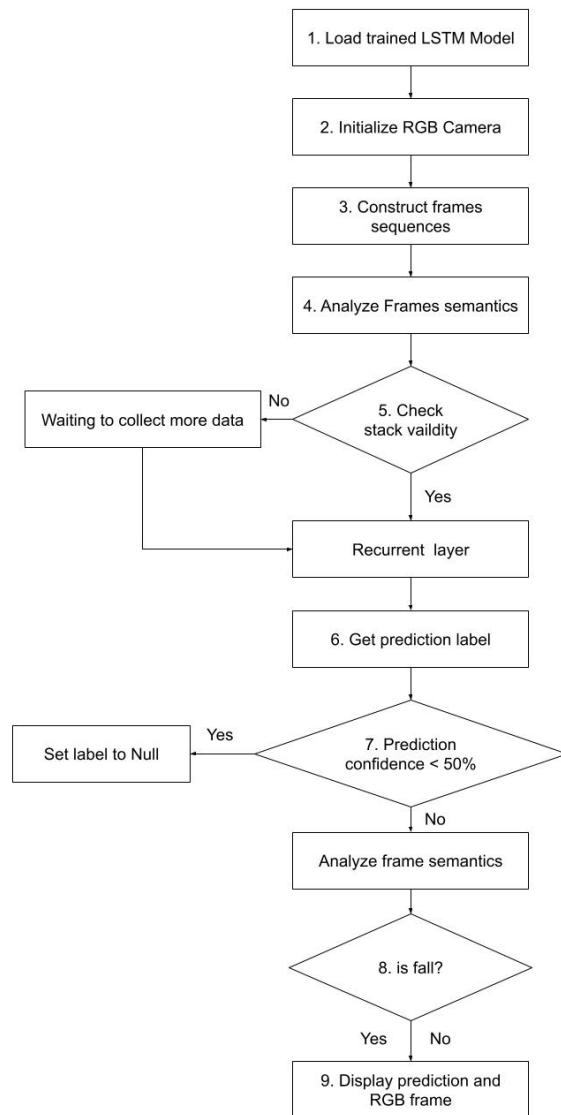 1. Load trained LSTM Model
2. Initialize RGB Camera
3. Construct frames
sequences
4. Analyze Frames semantics
No
Waiting to collect more data
5. Check
stack vaildity
Yes
Recurrent layer
6. Get prediction label
Yes
Set label to Null
7. Prediction
confidence < 50%
No
Analyze frame semantics
8. is fall?
Yes No
9. Display prediction and
RGB frame